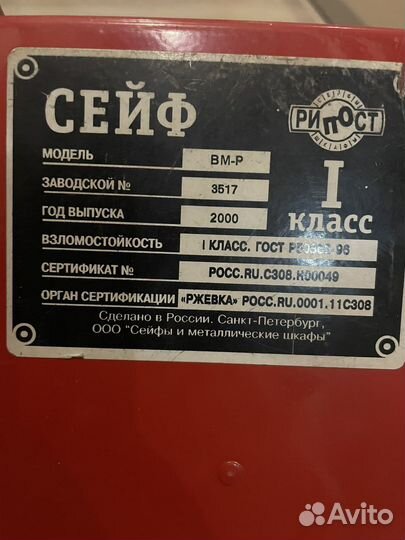 СЕЙФ
РИПОСТ
I
класс
МОДЕЛЬ ВМ-Р
ЗАВОДСКОЙ № 3517
ГОД ВЫПУСКА 2000
ВЗЛОМОСТОЙКОСТЬ I КЛАСС. ГОСТ
СЕРТИФИКАТ № РОСС.RU.С308.Н00049
ОРГАН СЕРТИФИКАЦИИ «РЖЕВКА» РОСС.RU.0001.11С308
Сделано в России. Санкт-Петербург,
ООО "Сейфы и металлические шкафы"
Avito